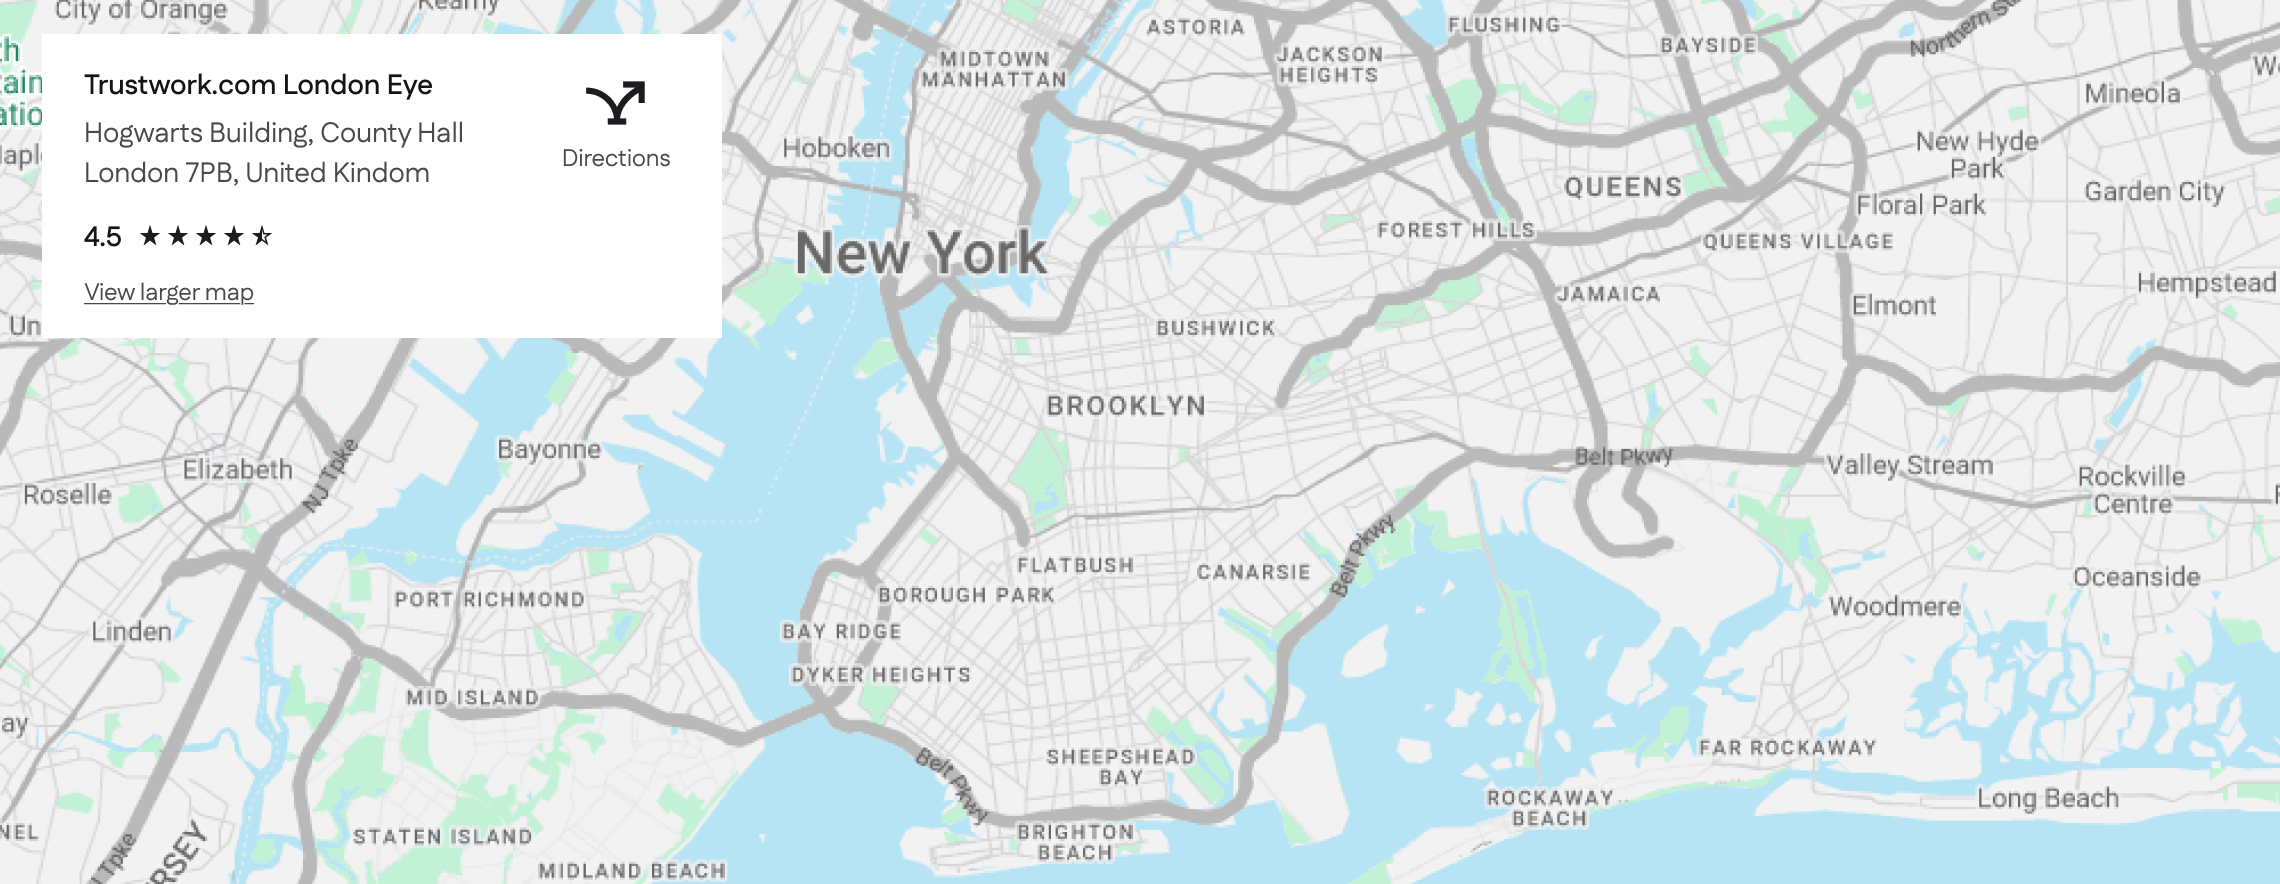 City of Orange
Kearny
ASTORIA
FLUSHING
BAYSIDE
Northern St
MIDTOWN
MANHATTAN
JACKSON
HEIGHTS
Mineola
Trustwork.com London Eye
Hogwarts Building, County Hall
London 7PB, United Kindom
Directions
4.5
View larger map
Hoboken
New Hyde
Park
QUEENS
Garden City
Floral Park
FOREST HILLS
QUEENS VILLAGE
New York
Hempstead
JAMAICA
Elmont
Un
BUSHWICK
BROOKLYN
Bayonne
Belt Pkwy
Valley Stream
Elizabeth
NJ Tpke
Roselle
Rockville
Centre
Belt Pkwy
FLATBUSH
CANARSIE
Oceanside
BOROUGH PARK
PORT RICHMOND
Woodmere
Linden
BAY RIDGE
DYKER HEIGHTS
MID ISLAND
ay
FAR ROCKAWAY
SHEEPSHEAD
BAY
Belt Pkwy
ROCKAWAY
BEACH
Long Beach
NEL
STATEN ISLAND
BRIGHTON
BEACH
Tpke
RSEY
MIDLAND BEACH